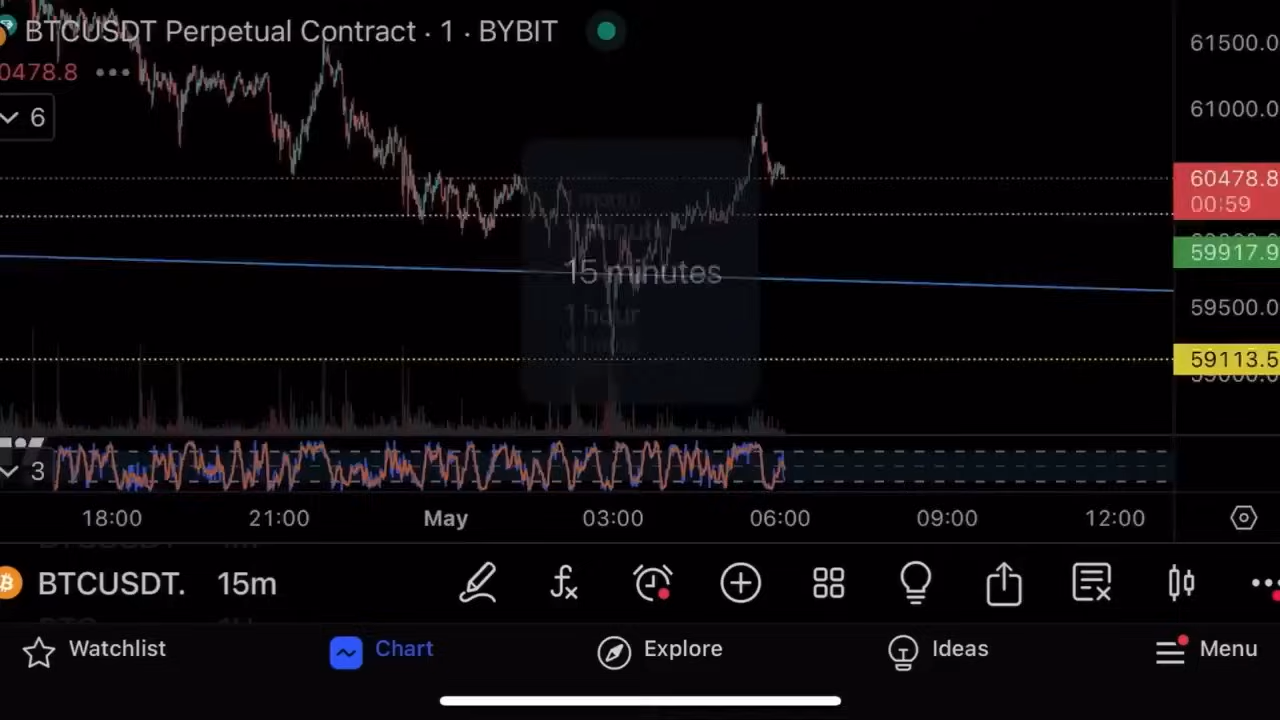 BTCUSDT Perpetual Contract · 1 · BYBIT
61500.0
0478.8
61000.0
6
60478.8
00:59
59917.9
15 minutes
1 hour
59500.0
59113.5
3
18:00 21:00 May 03:00 06:00 09:00 12:00
BTCUSDT. 15m
Watchlist Chart Explore Ideas Menu